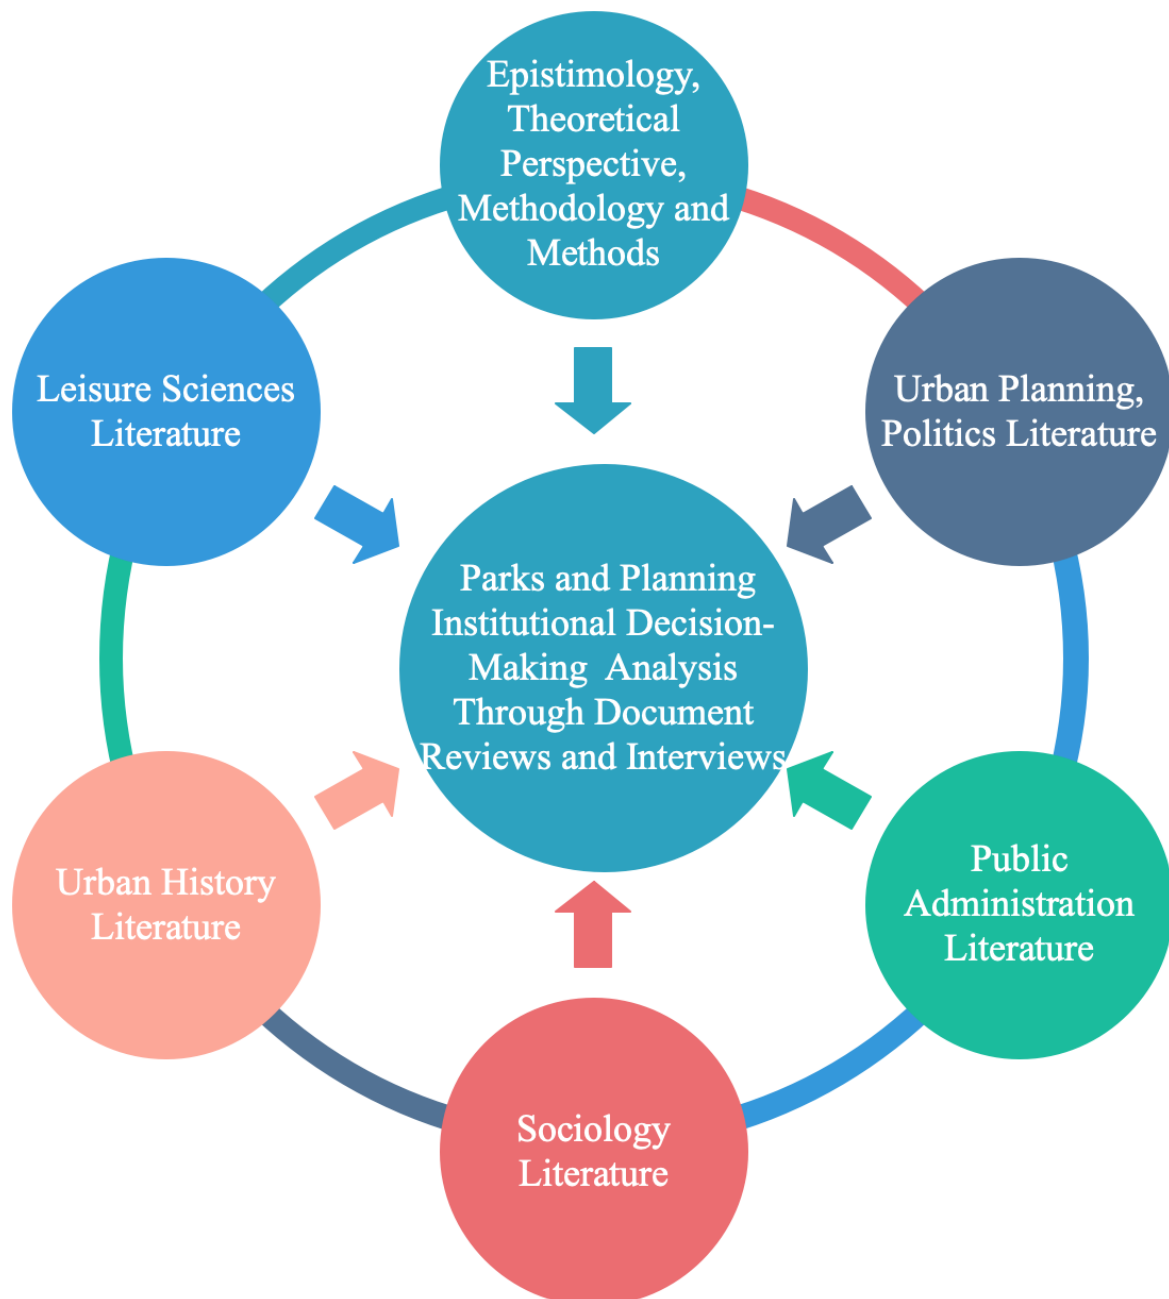 Epistimology,
Theoretical
Perspective,
Methodology and
Methods
Leisure Sciences
Literature
Urban Planning,
Politics Literature
Parks and Planning
Institutional Decision-
Making  Analysis
Through Document
Reviews and Interviews
Urban History
Literature
Public
Administration
Literature
Sociology
Literature